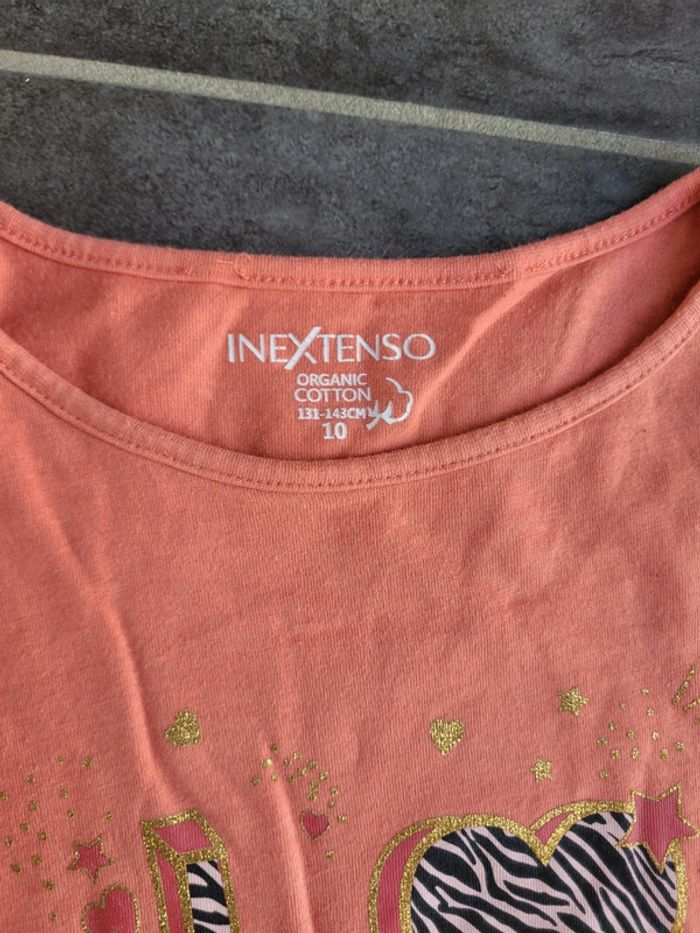 INEXTENSO
ORGANIC
COTTON
131-143CM
10